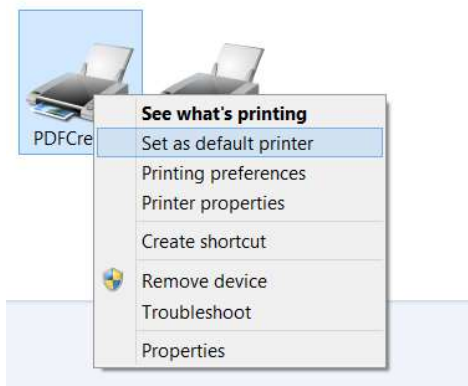 PDFCre
See what's printing
Set as default printer
Printing preferences
Printer properties
Create shortcut
Remove device
Troubleshoot
Properties